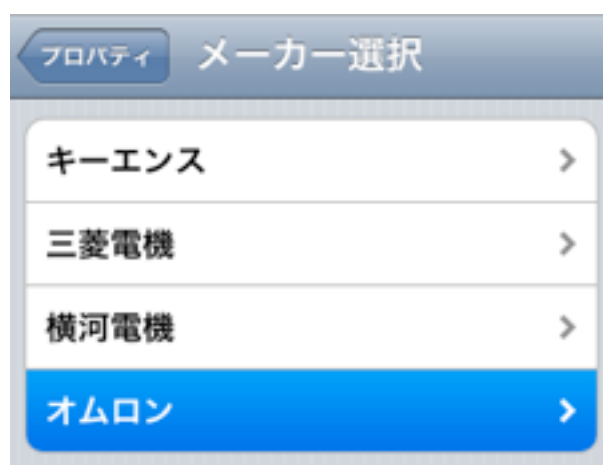 プロパティ メーカー選択
キーエンス
三菱電機
横河電機
オムロン